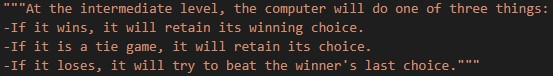 """At the intermediate level, the computer will do one of three things:
-If it wins, it will retain its winning choice.
-If it is a tie game, it will retain its choice.
-If it loses, it will try to beat the winner's last choice."""